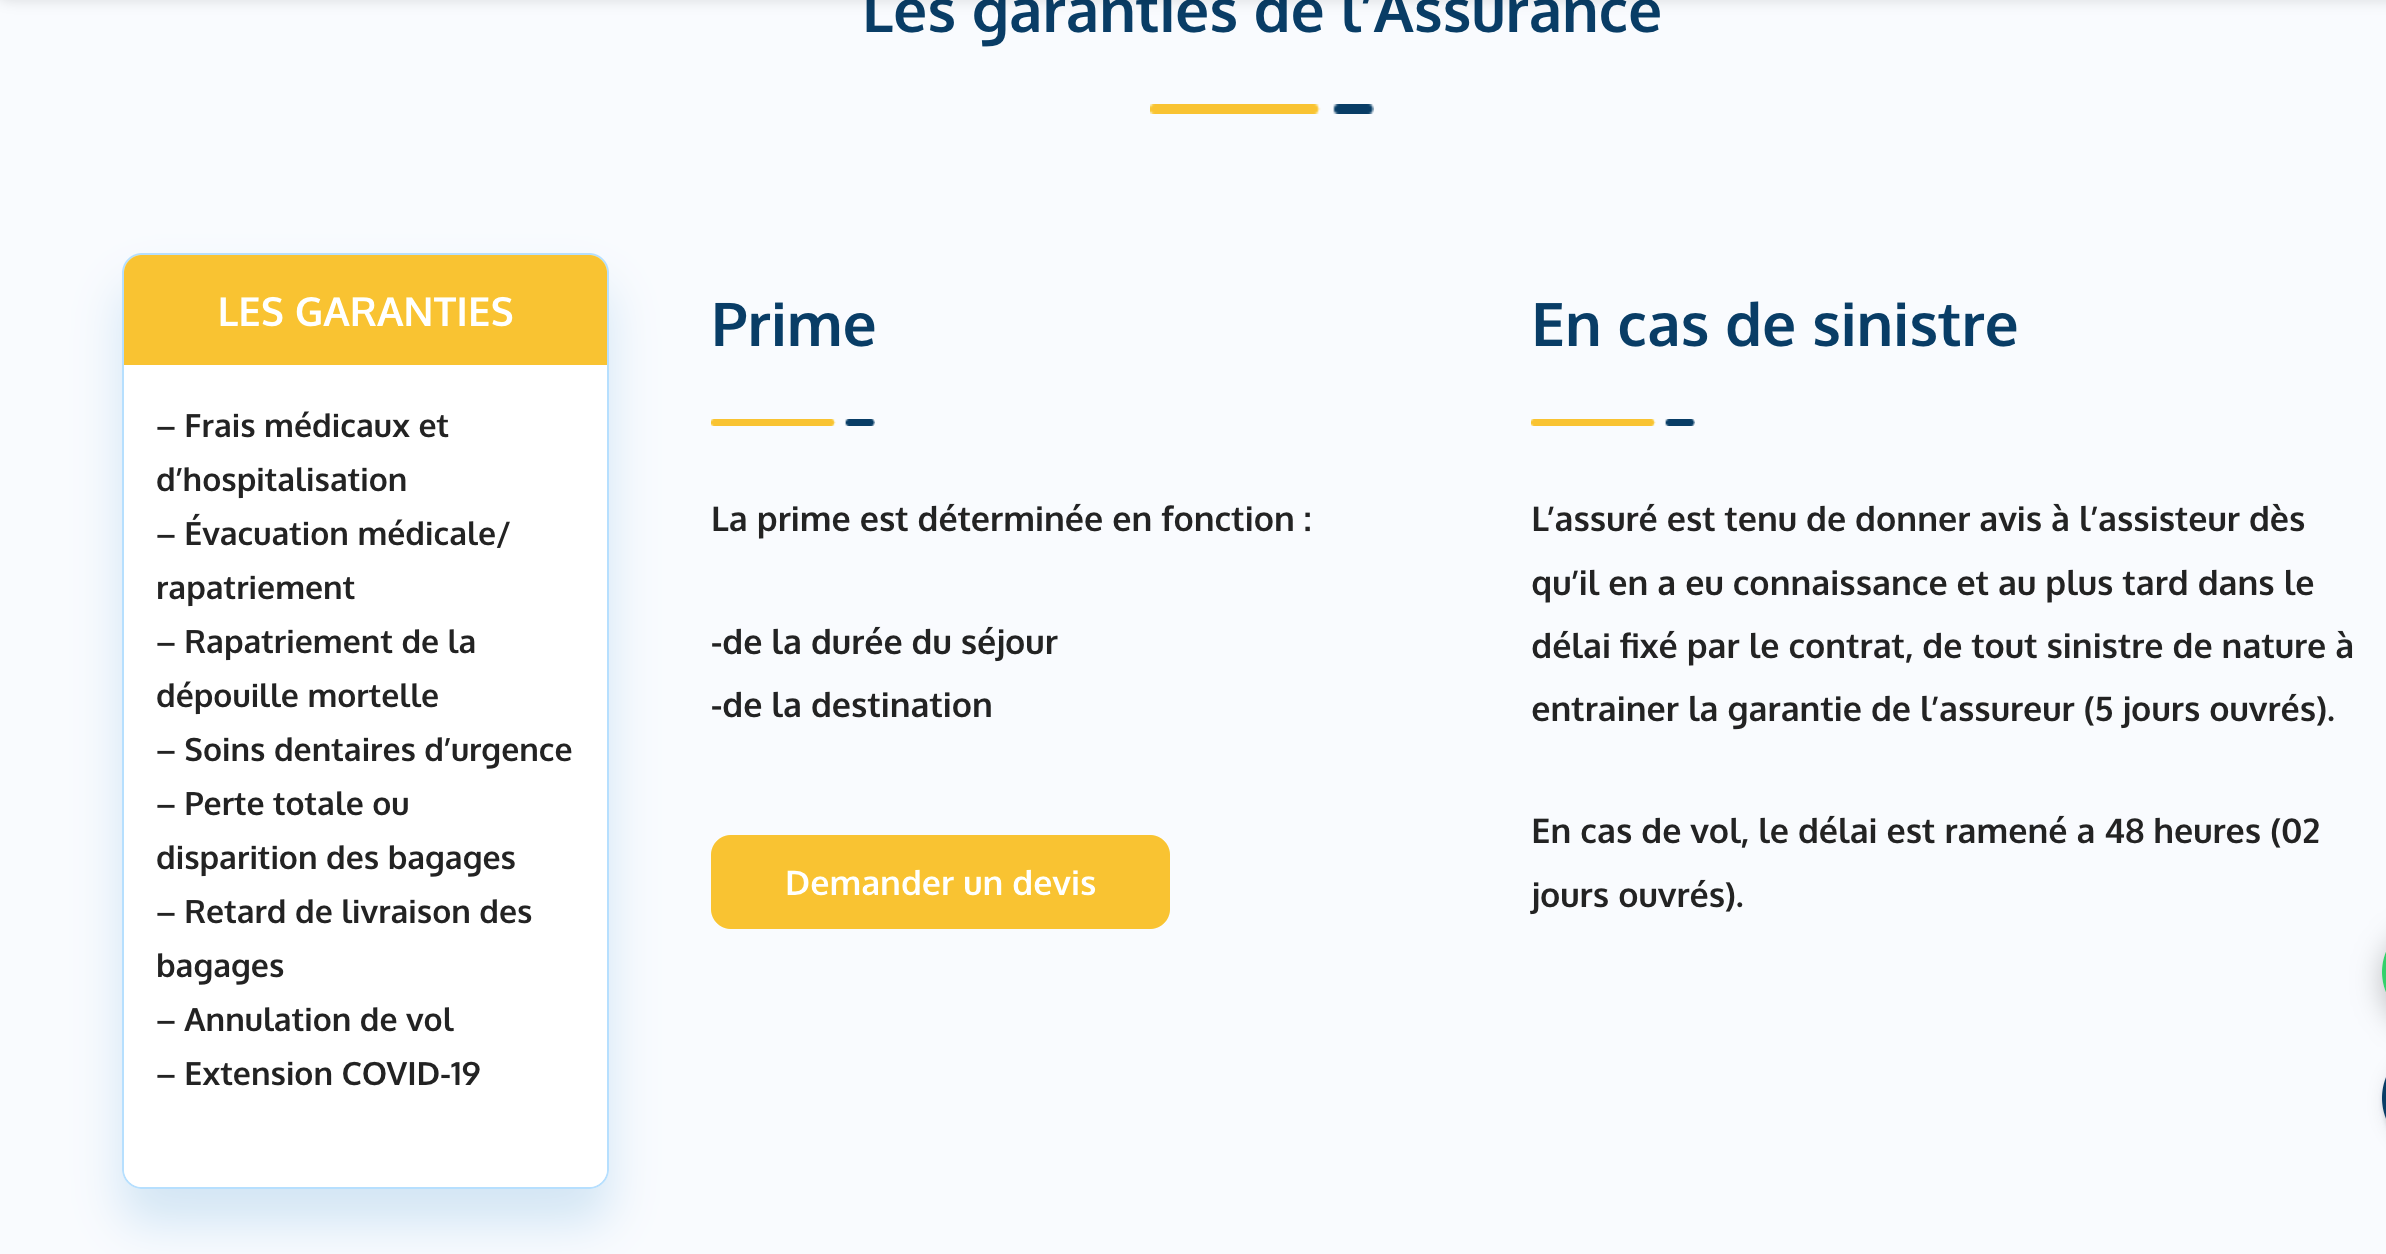 Les garanties de l’Assurance
LES GARANTIES
– Frais médicaux et
d’hospitalisation
– Évacuation médicale/
rapatriement
– Rapatriement de la
dépouille mortelle
– Soins dentaires d’urgence
– Perte totale ou
disparition des bagages
– Retard de livraison des
bagages
– Annulation de vol
– Extension COVID-19
Prime
La prime est déterminée en fonction :
-de la durée du séjour
-de la destination
Demander un devis
En cas de sinistre
L’assuré est tenu de donner avis à l’assisteur dès
qu’il en a eu connaissance et au plus tard dans le
délai fixé par le contrat, de tout sinistre de nature à
entrainer la garantie de l’assureur (5 jours ouvrés).
En cas de vol, le délai est ramené a 48 heures (02
jours ouvrés).